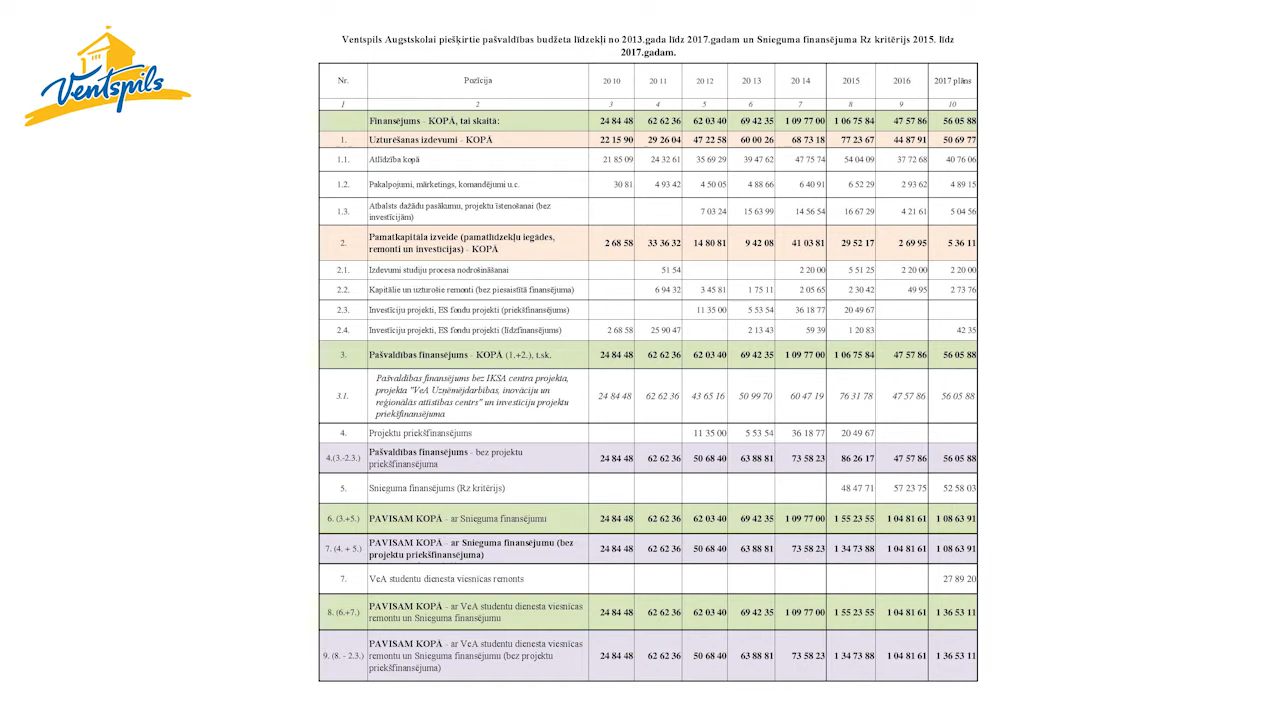 Ventspils
Ventspils Augstskolai piešķirtie pašvaldības budžeta līdzekļi no 2013.gada līdz 2017.gadam un Snieguma finansējuma Rz kritērijs 2015. līdz
2017.gadam.
Nr. Pozīcija 20 10 20 11 20 12 20 13 20 14 2015 2016 2017 plāns
1 2 3 4 5 6 7 8 9 10
Finansējums - KOPĀ, tai skaitā: 24 84 48 62 62 36 62 03 40 69 42 35 1 09 77 00 1 06 75 84 47 57 86 56 05 88
1. Uzturēšanas izdevumi - KOPĀ 22 15 90 29 26 04 47 22 58 60 00 26 68 73 18 77 23 67 44 87 91 50 69 77
1.1. Atlīdzība kopā 21 85 09 24 32 61 35 69 29 39 47 62 47 75 74 54 04 09 37 72 68 40 76 06
1.2. Pakalpojumi, mārketings, komandējumi u.c. 30 81 4 93 42 4 50 05 4 88 66 6 40 91 6 52 29 2 93 62 4 89 15
1.3. Atbalsts dažādu pasākumu, projektu īstenošanai (bez
investīcijām) 7 03 24 15 63 99 14 56 54 16 67 29 4 21 61 5 04 56
2. Pamatkapitāla izveide (pamatlīdzekļu iegādes,
remonti un investīcijas) - KOPĀ 2 68 58 33 36 32 14 80 81 9 42 08 41 03 81 29 52 17 2 69 95 5 36 11
2.1. Izdevumi studiju procesa nodrošināšanai 51 54 2 20 00 5 51 25 2 20 00 2 20 00
2.2. Kapitālie un uzturošie remonti (bez piesaistītā finansējuma) 6 94 32 3 45 81 1 75 11 2 05 65 2 30 42 49 95 2 73 76
2.3. Investīciju projekti, ES fondu projekti (priekšfinansējums) 11 35 00 5 53 54 36 18 77 20 49 67
2.4. Investīciju projekti, ES fondu projekti (līdzfinansējums) 2 68 58 25 90 47 2 13 43 59 39 1 20 83 42 35
3. Pašvaldības finansējums - KOPĀ (1.+2.), t.sk. 24 84 48 62 62 36 62 03 40 69 42 35 1 09 77 00 1 06 75 84 47 57 86 56 05 88
3.1. Pašvaldības finansējums bez IKSA centra projekta,
projekta "VeA Uzņēmējdarbības, inovāciju un
reģionālās attīstības centrs" un investīciju projektu
priekšfinansējuma 24 84 48 62 62 36 43 65 16 50 99 70 60 47 19 76 31 78 47 57 86 56 05 88
4. Projektu priekšfinansējums 11 35 00 5 53 54 36 18 77 20 49 67
4.(3.-2.3.) Pašvaldības finansējums - bez projektu
priekšfinansējuma 24 84 48 62 62 36 50 68 40 63 88 81 73 58 23 86 26 17 47 57 86 56 05 88
5. Snieguma finansējums (Rz kritērijs) 48 47 71 57 23 75 52 58 03
6. (3.+5.) PAVISAM KOPĀ - ar Snieguma finansējumu 24 84 48 62 62 36 62 03 40 69 42 35 1 09 77 00 1 55 23 55 1 04 81 61 1 08 63 91
7. (4. + 5.) PAVISAM KOPĀ - ar Snieguma finansējumu (bez
projektu priekšfinansējuma) 24 84 48 62 62 36 50 68 40 63 88 81 73 58 23 1 34 73 88 1 04 81 61 1 08 63 91
7. VeA studentu dienesta viesnīcas remonts 27 89 20
8. (6.+7.) PAVISAM KOPĀ - ar VeA studentu dienesta viesnīcas
remontu un Snieguma finansējumu 24 84 48 62 62 36 62 03 40 69 42 35 1 09 77 00 1 55 23 55 1 04 81 61 1 36 53 11
9. (8. - 2.3.) PAVISAM KOPĀ - ar VeA studentu dienesta viesnīcas
remontu un Snieguma finansējumu (bez projektu
priekšfinansējuma) 24 84 48 62 62 36 50 68 40 63 88 81 73 58 23 1 34 73 88 1 04 81 61 1 36 53 11